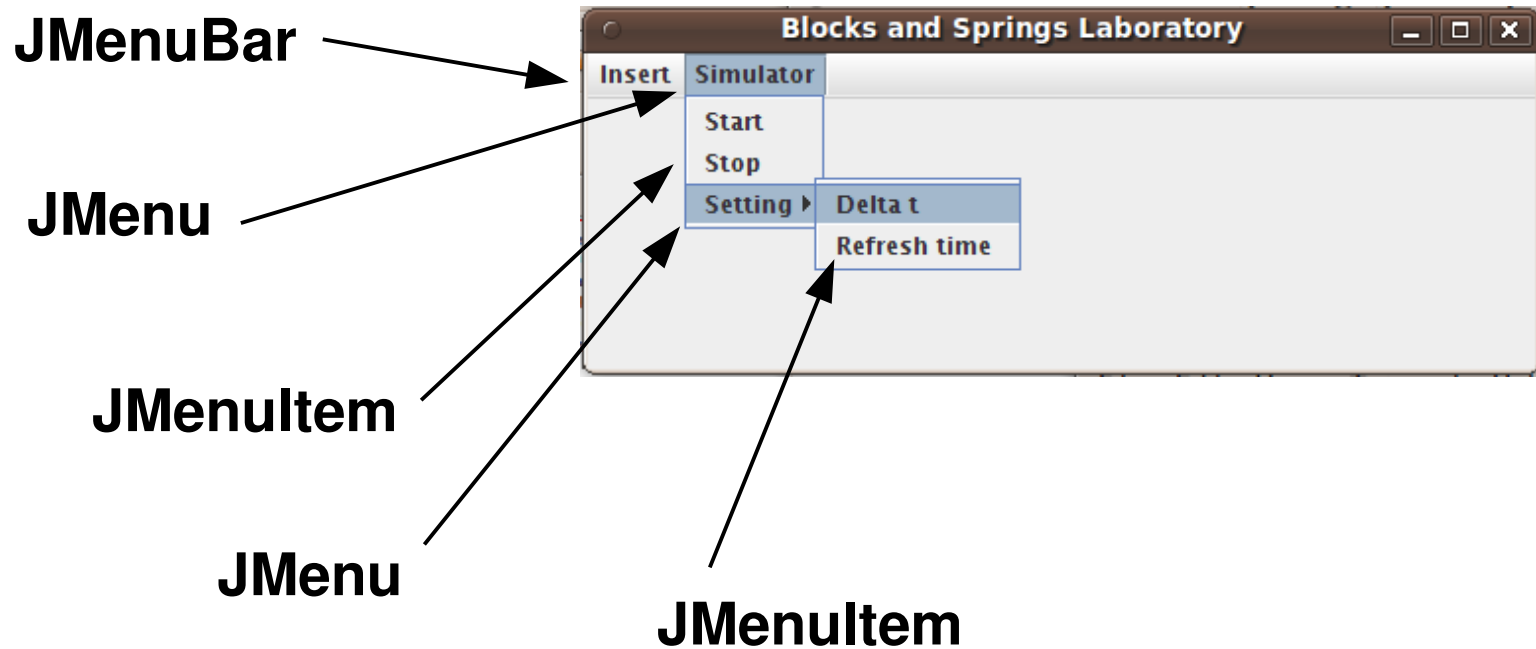 JMenuBar
Blocks and Springs Laboratory
Insert Simulator
Start
Stop
JMenu
Setting Delta t
Refresh time
JMenuItem
JMenu
JMenuItem